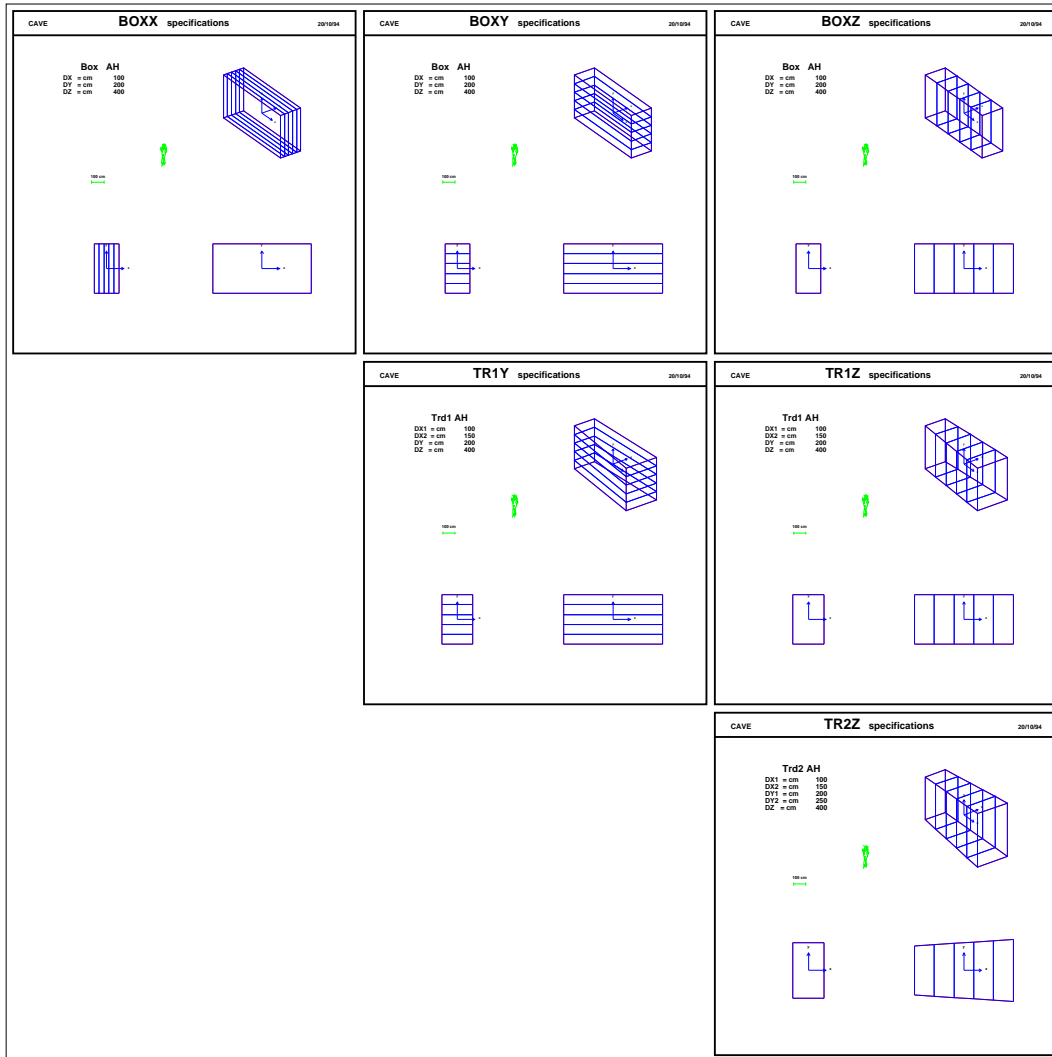 CAVE BOXX specifications 20/10/94
Box AH
DX = cm 100
DY = cm 200
DZ = cm 400
100 cm
CAVE BOXY specifications 20/10/94
Box AH
DX = cm 100
DY = cm 200
DZ = cm 400
100 cm
CAVE BOXZ specifications 20/10/94
Box AH
DX = cm 100
DY = cm 200
DZ = cm 400
100 cm
CAVE TR1Y specifications 20/10/94
Trd1 AH
DX1 = cm 100
DX2 = cm 150
DY = cm 200
DZ = cm 400
100 cm
CAVE TR1Z specifications 20/10/94
Trd1 AH
DX1 = cm 100
DX2 = cm 150
DY = cm 200
DZ = cm 400
100 cm
CAVE TR2Z specifications 20/10/94
Trd2 AH
DX1 = cm 100
DX2 = cm 150
DY1 = cm 200
DY2 = cm 250
DZ = cm 400
100 cm